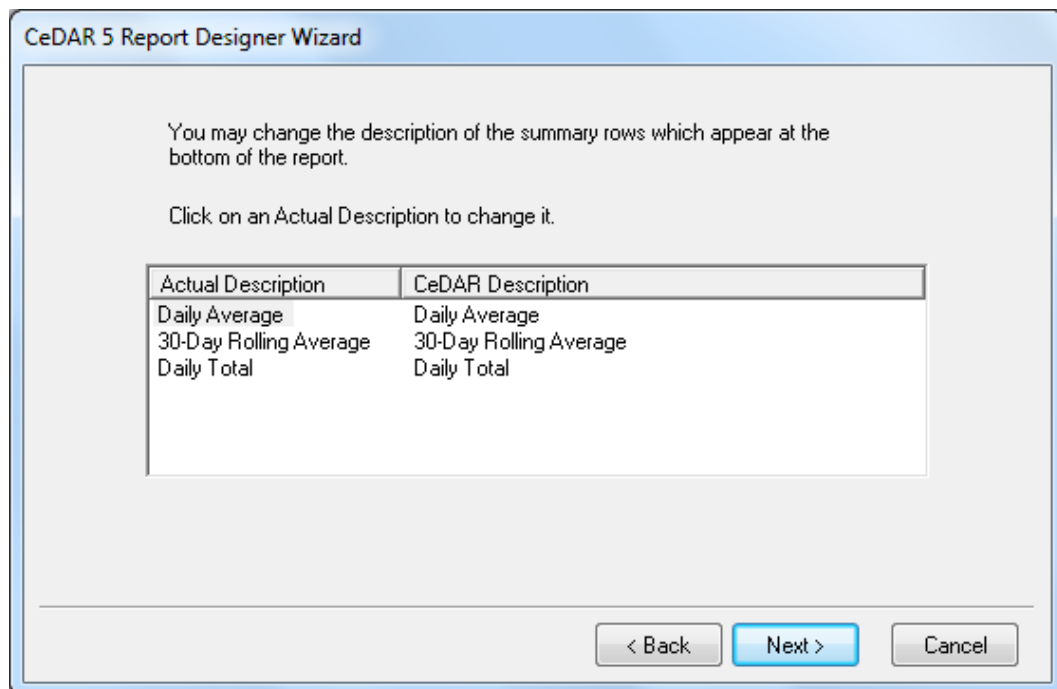 CeDAR 5 Report Designer Wizard
You may change the description of the summary rows which appear at the
bottom of the report.
Click on an Actual Description to change it.
Actual Description CeDAR Description
Daily Average Daily Average
30-Day Rolling Average 30-Day Rolling Average
Daily Total Daily Total
< Back Next > Cancel